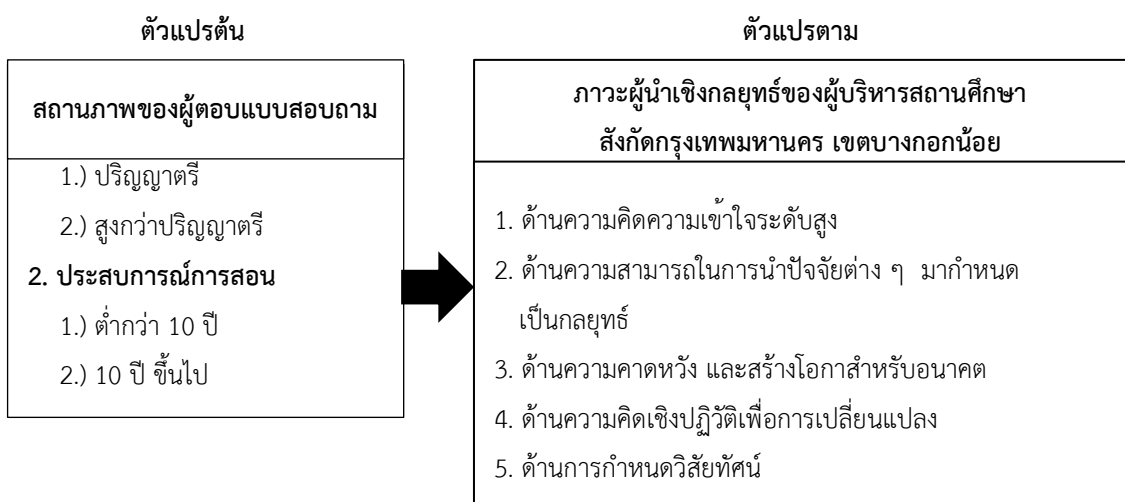 ตัวแปรต้น
สถานภาพของผู้ตอบแบบสอบถาม
1.) ปริญญาตรี
2.) สูงกว่าปริญญาตรี
2. ประสบการณ์การสอน
1.) ต่ำกว่า 10 ปี
2.) 10 ปี ขึ้นไป
ตัวแปรตาม
ภาวะผู้นำเชิงกลยุทธ์ของผู้บริหารสถานศึกษา
สังกัดกรุงเทพมหานคร เขตบางกอกน้อย
1. ด้านความคิดความเข้าใจระดับสูง
2. ด้านความสามารถในการนำปัจจัยต่าง ๆ มากำหนด
เป็นกลยุทธ์
3. ด้านความคาดหวัง และสร้างโอกาสำหรับอนาคต
4. ด้านความคิดเชิงปฏิวัติเพื่อการเปลี่ยนแปลง
5. ด้านการกำหนดวิสัยทัศน์